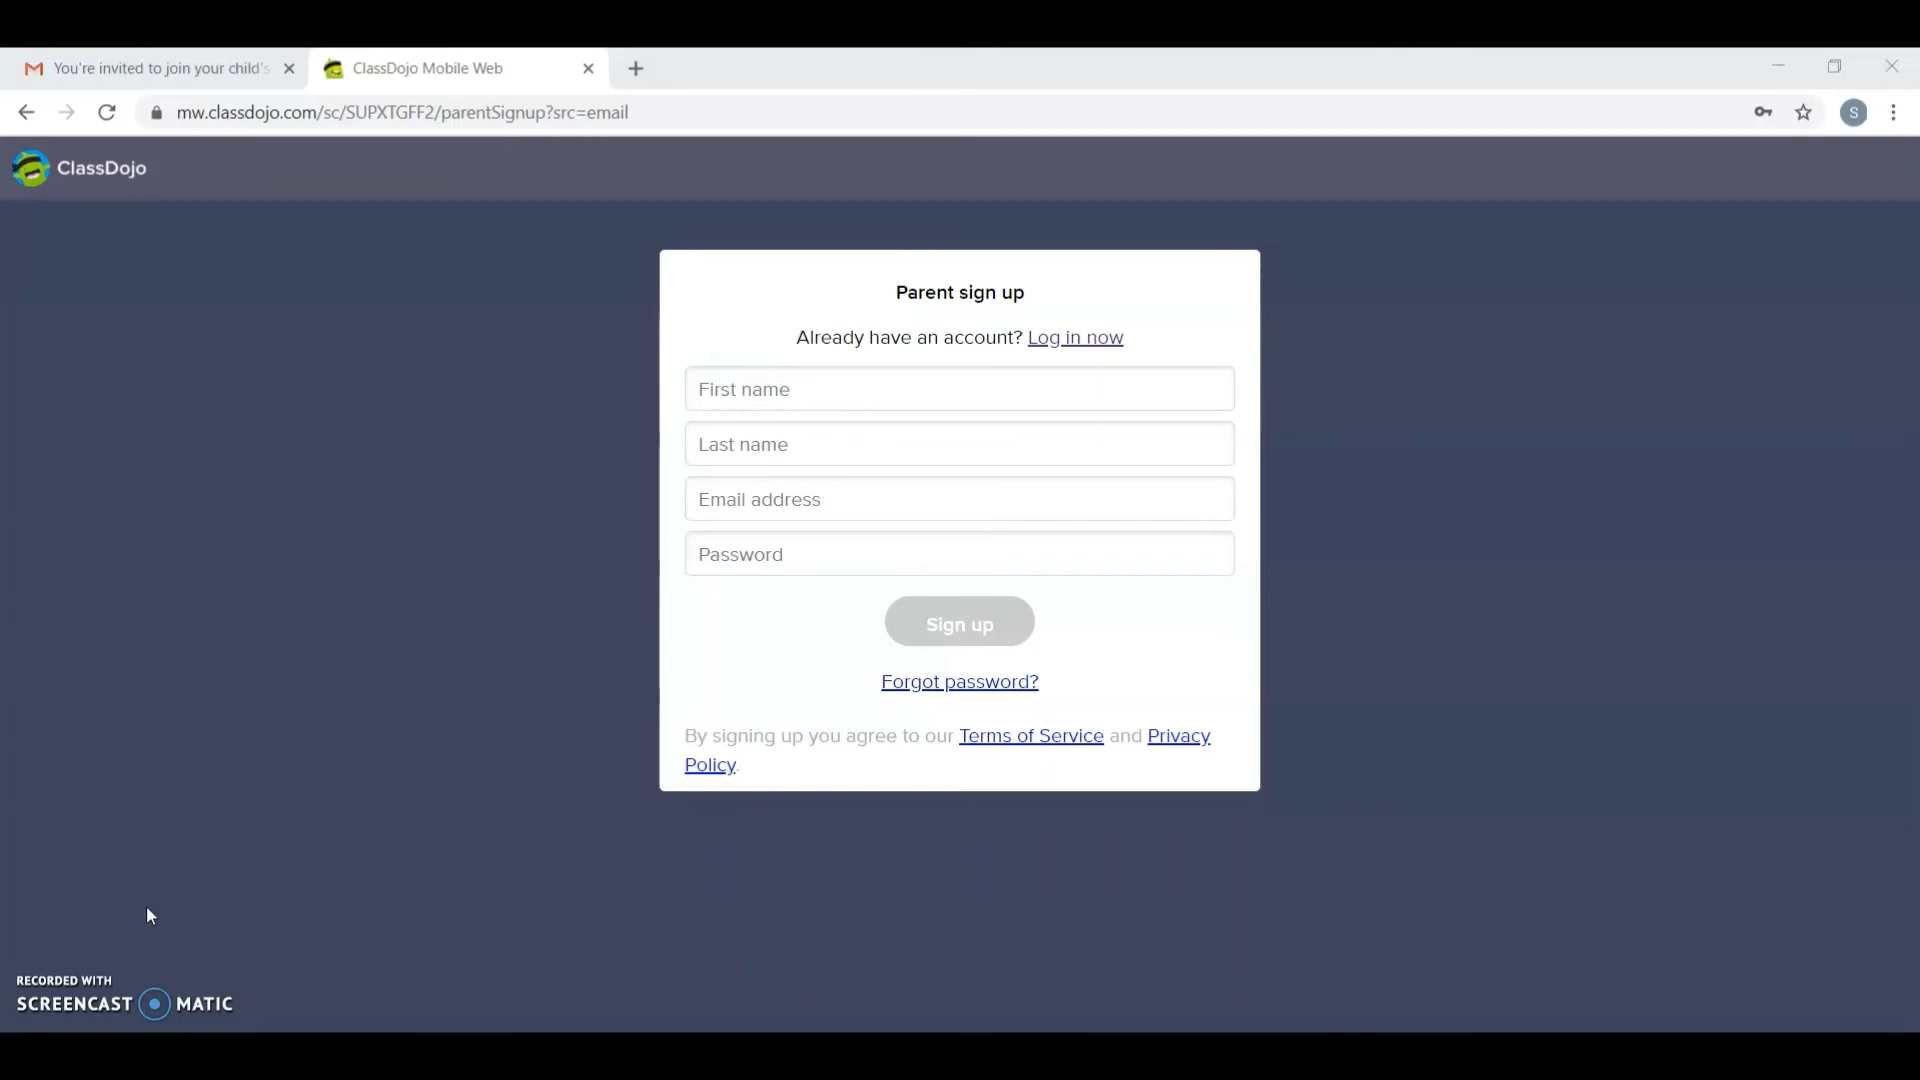 You're invited to join your child's
ClassDojo Mobile Web
mw.classdojo.com/sc/SUPXTGFF2/parentSignup?src=email
S
ClassDojo
Parent sign up
Already have an account? Log in now
First name
Last name
Email address
Password
Sign up
Forgot password?
By signing up you agree to our Terms of Service and Privacy
Policy.
RECORDED WITH
SCREENCAST MATIC